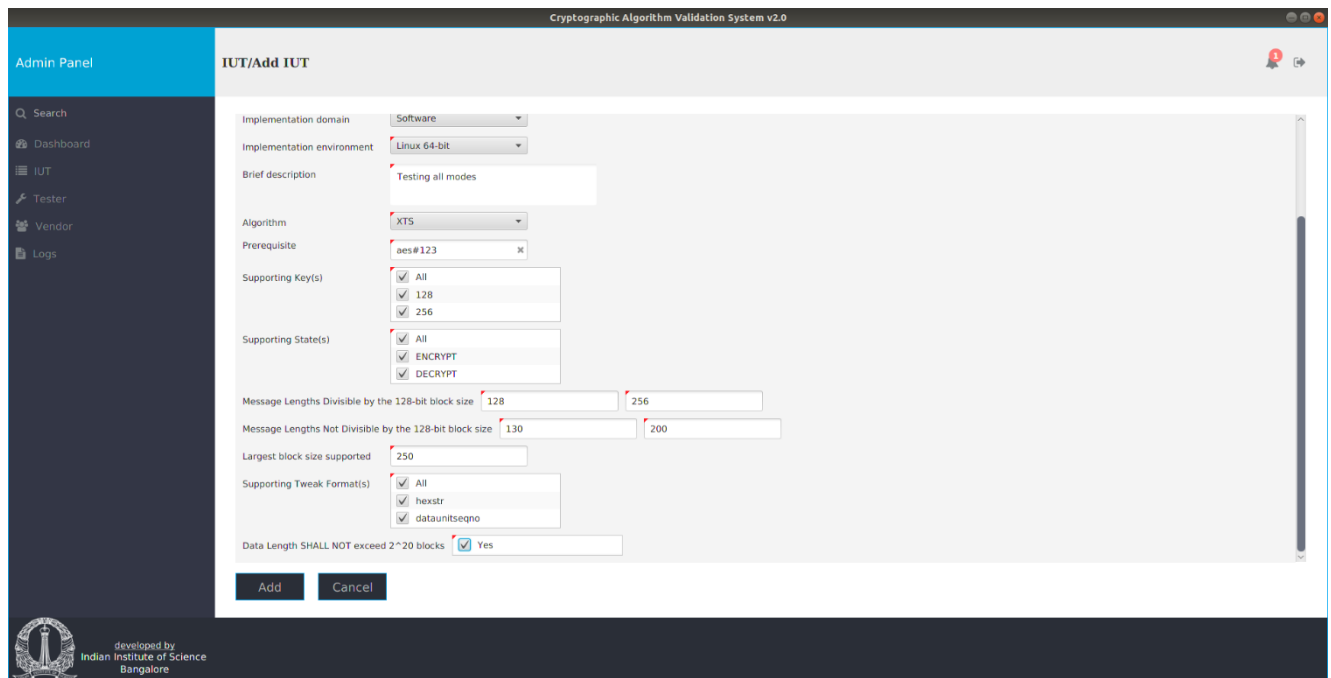 Cryptographic Algorithm Validation System v2.0
Admin Panel
IUT/Add IUT
1
Search
Dashboard
IUT
Tester
Vendor
Logs
Implementation domain Software
Implementation environment Linux 64-bit
Brief description Testing all modes
Algorithm XTS
Prerequisite aes#123
Supporting Key(s) All
128
256
Supporting State(s) All
ENCRYPT
DECRYPT
Message Lengths Divisible by the 128-bit block size 128 256
Message Lengths Not Divisible by the 128-bit block size 130 200
Largest block size supported 250
Supporting Tweak Format(s) All
hexstr
dataunitseqno
Data Length SHALL NOT exceed 2^20 blocks Yes
Add Cancel
developed by
Indian Institute of Science
Bangalore